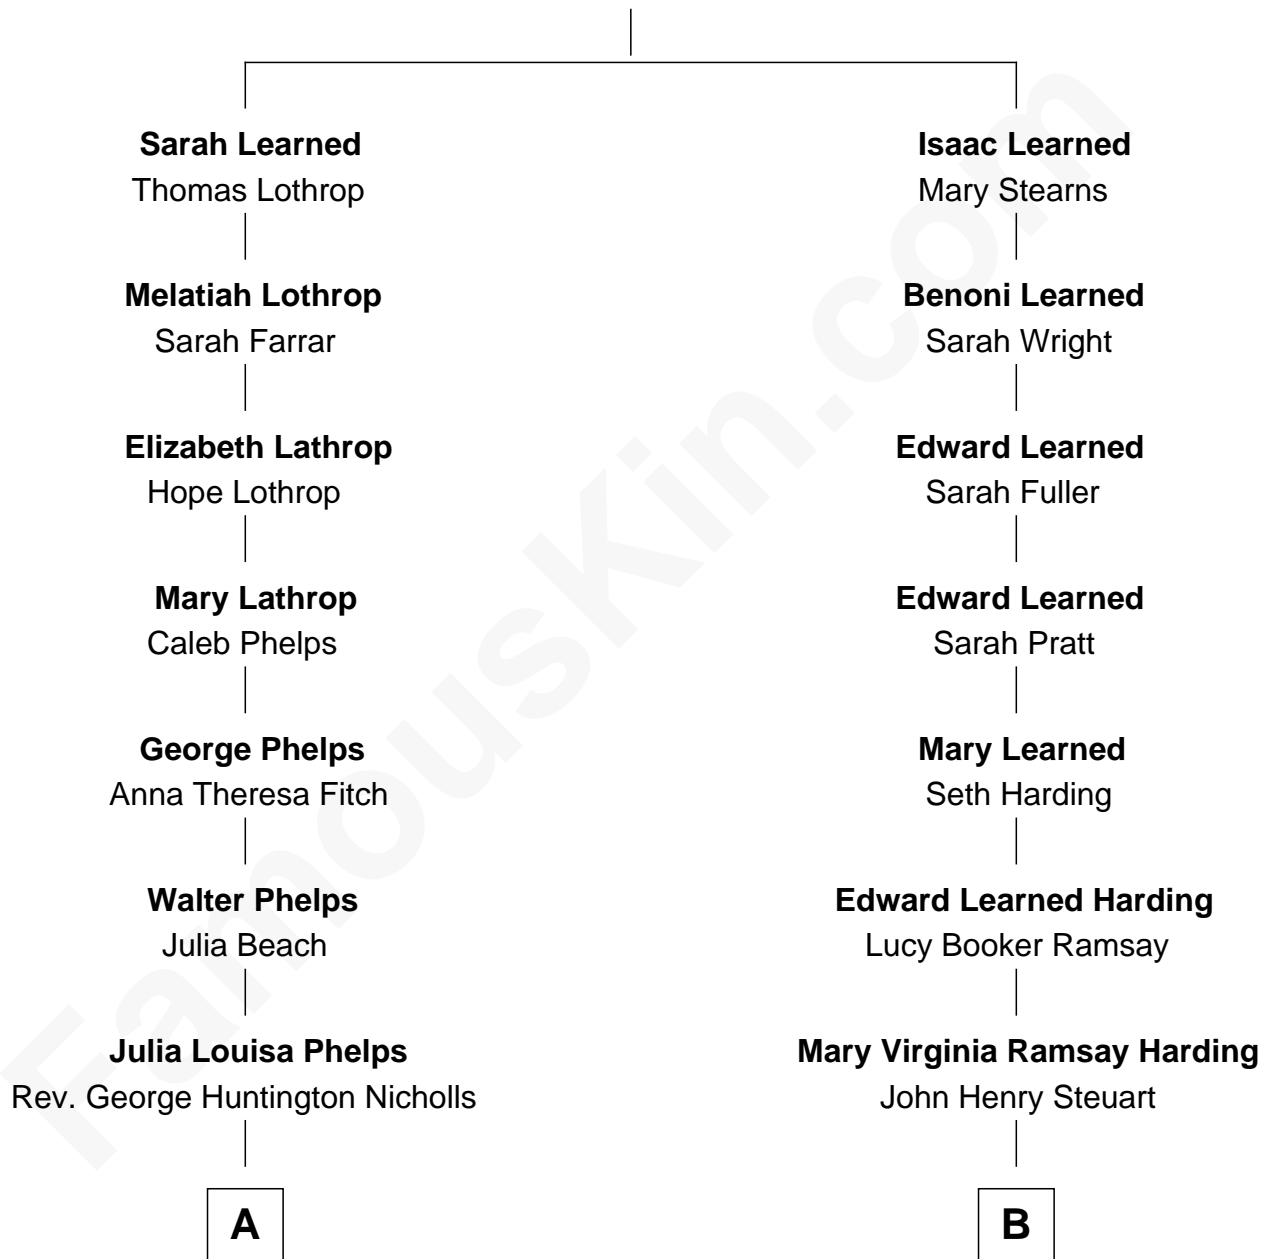 Sarah Learned
Thomas Lothrop
Melatiah Lothrop
Sarah Farrar
Elizabeth Lathrop
Hope Lothrop
Mary Lathrop
Caleb Phelps
George Phelps
Anna Theresa Fitch
Walter Phelps
Julia Beach
Julia Louisa Phelps
Rev. George Huntington Nicholls
A
Isaac Learned
Mary Stearns
Benoni Learned
Sarah Wright
Edward Learned
Sarah Fuller
Edward Learned
Sarah Pratt
Mary Learned
Seth Harding
Edward Learned Harding
Lucy Booker Ramsay
Mary Virginia Ramsay Harding
John Henry Steuart
B
FamousKin.com